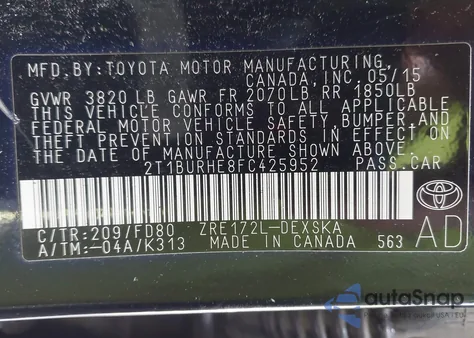 MFD.BY:TOYOTA MOTOR MANUFACTURING,
CANADA,INC.05/15
GVWR 3820 LB GAWR FR 2070LB RR 1850LB
THIS VEHICLE CONFORMS TO ALL APPLICABLE
FEDERAL MOTOR VEHICLE SAFETY,BUMPER,AND
THEFT PREVENTION STANDARDS IN EFFECT ON
THE DATE OF MANUFACTURE SHOWN ABOVE.
2T1BURHE8FC425952 PASS.CAR
C/TR:209/FD80 ZRE172L-DEXSKA
A/TM:-04A/K313 MADE IN CANADA 563 AD
autoSnap